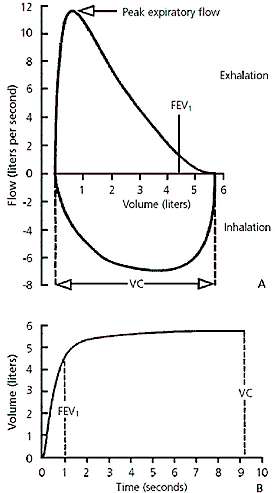 12
Peak expiratory flow
10
8
Exhalation
6
4
FEV1
2
0
1 2 3 4 5 6
Volume (liters)
Flow (liters per second)
-2
Inhalation
-4
-6
-8
VC
A
6
5
4
3
2
1
0
Volume (liters)
FEV1
VC
0 1 2 3 4 5 6 7 8 9 10
Time (seconds)
B